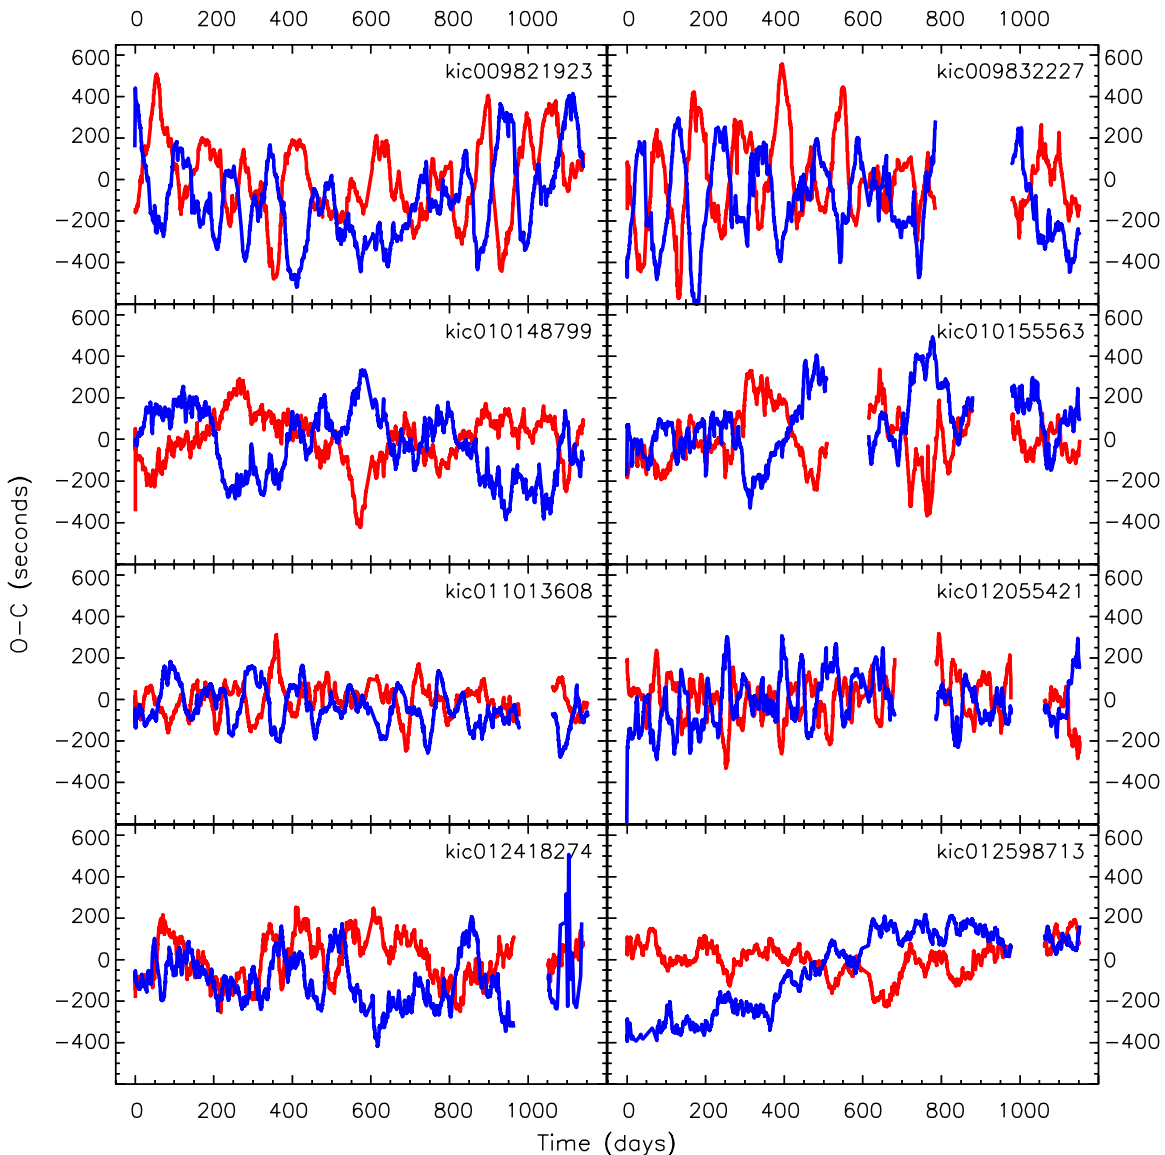 0 200 400 600 800 1000 0 200 400 600 800 1000
600 kic009821923 kic009832227 600
400 400
200 200
0 0
−200 −200
−400 −400
600 kic010148799 kic010155563 600
400 400
200 200
0 0
−200 −200
−400 −400
O−C (seconds)
600 kic011013608 kic012055421 600
400 400
200 200
0 0
−200 −200
−400 −400
600 kic012418274 kic012598713 600
400 400
200 200
0 0
−200 −200
−400 −400
0 200 400 600 800 1000 0 200 400 600 800 1000
Time (days)